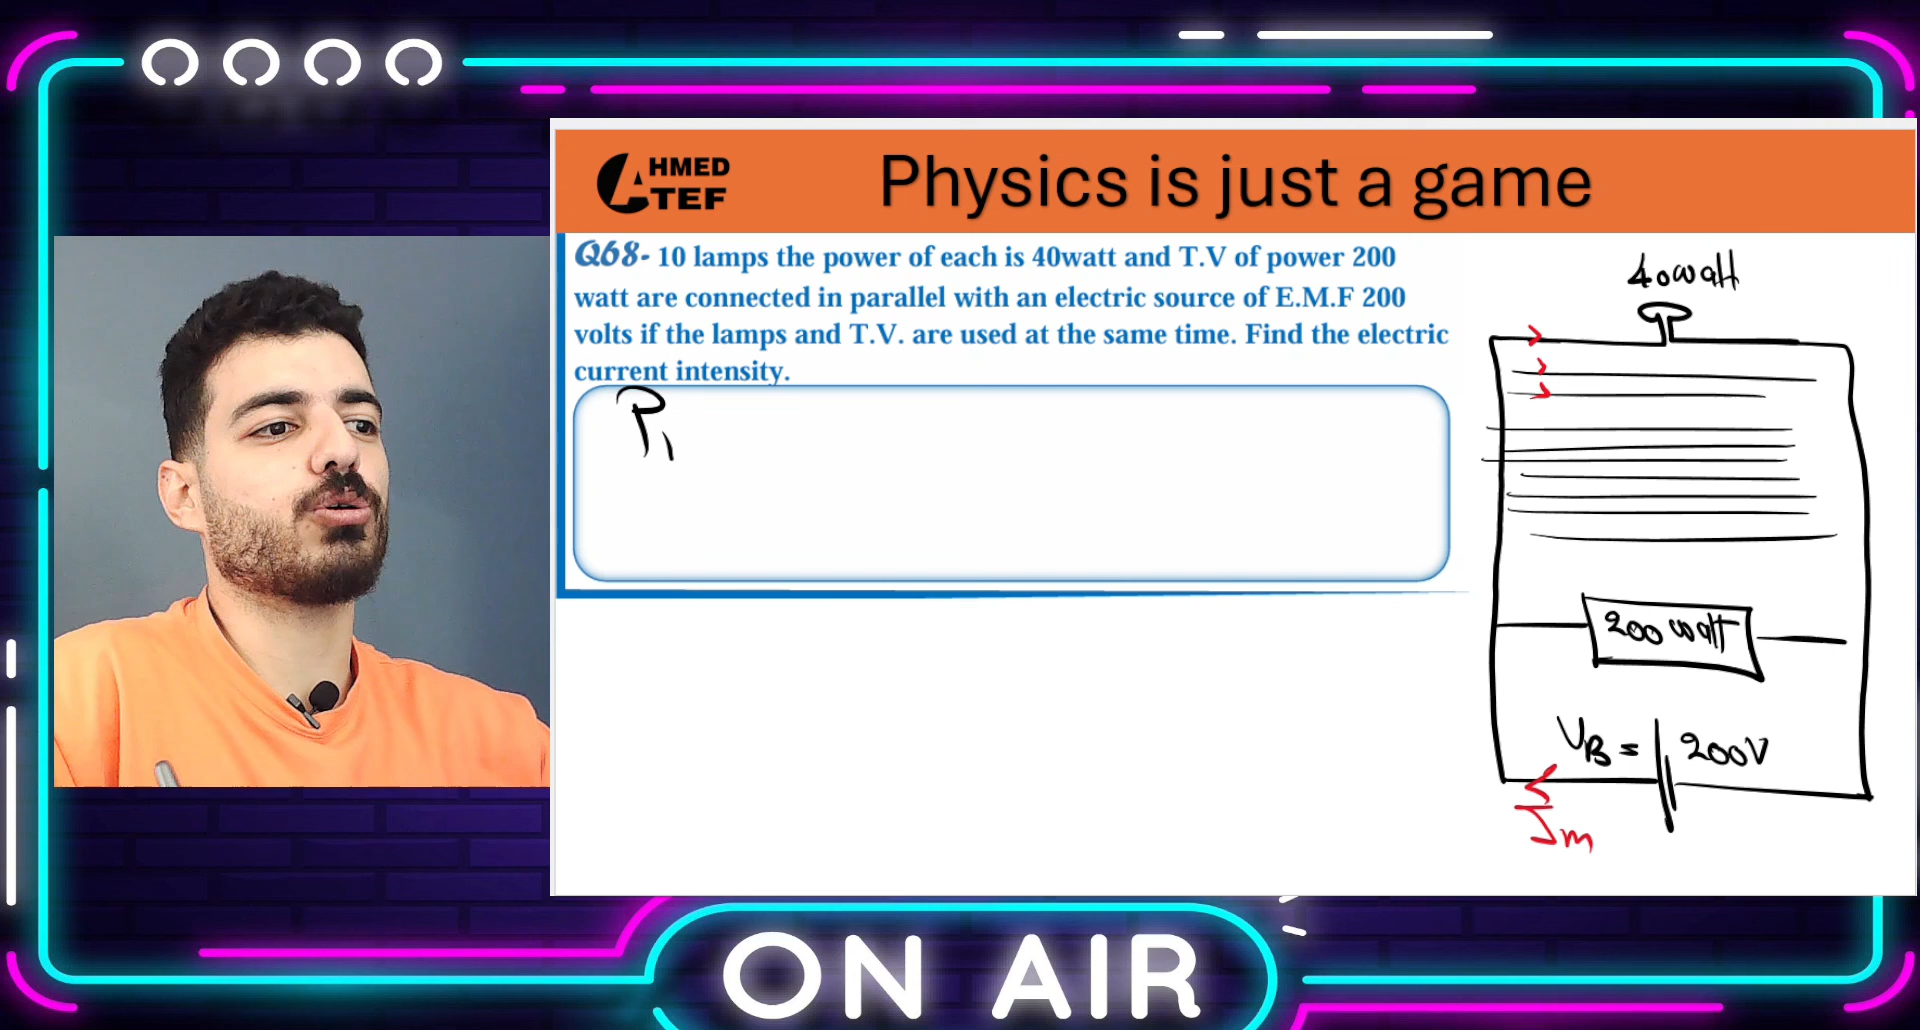 AHMED
ATEF
Physics is just a game
Q68- 10 lamps the power of each is 40watt and T.V of power 200
watt are connected in parallel with an electric source of E.M.F 200
volts if the lamps and T.V. are used at the same time. Find the electric
current intensity.
P1
40watt
200 watt
VB = 200V
Im
ON AIR